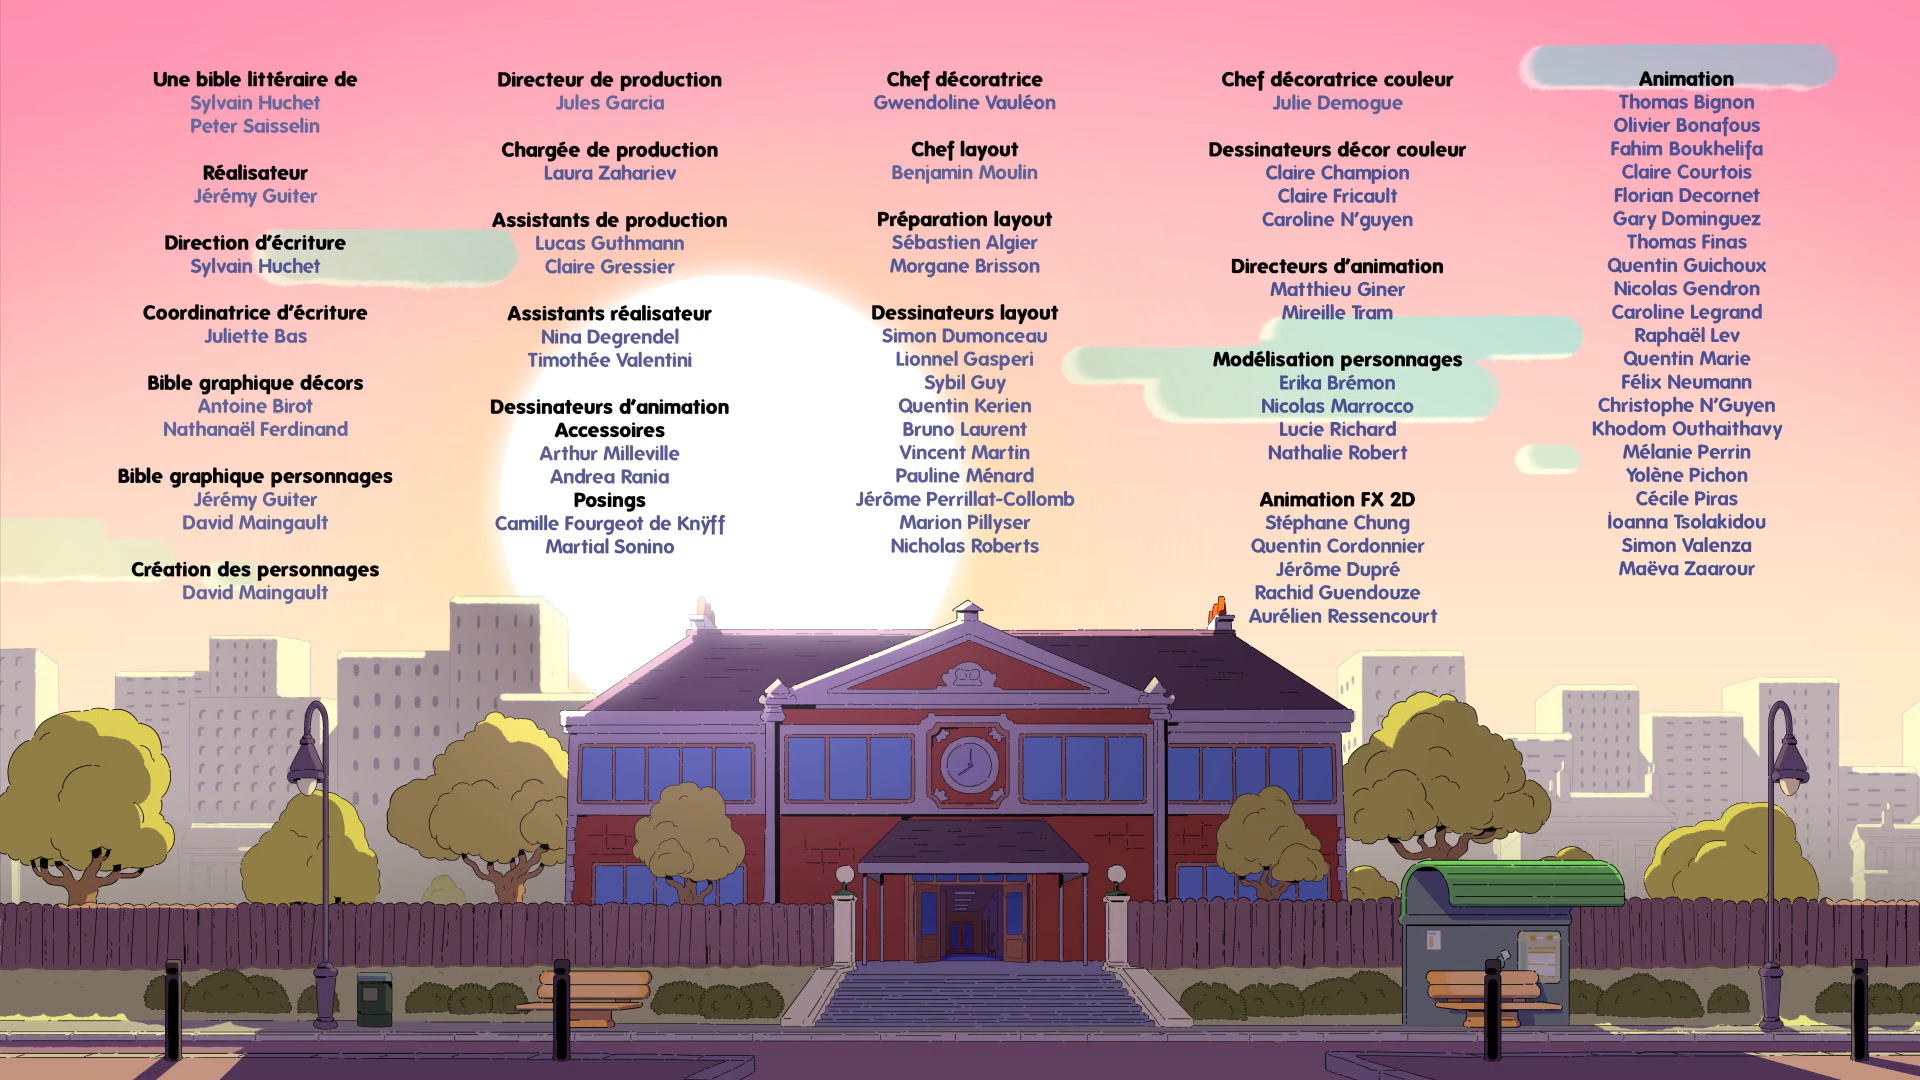 Une bible littéraire de
Sylvain Huchet
Peter Saisselin
Réalisateur
Jérémy Guiter
Direction d’écriture
Sylvain Huchet
Coordinatrice d’écriture
Juliette Bas
Bible graphique décors
Antoine Birot
Nathanaël Ferdinand
Bible graphique personnages
Jérémy Guiter
David Maingault
Création des personnages
David Maingault
Directeur de production
Jules Garcia
Chargée de production
Laura Zahariev
Assistants de production
Lucas Guthmann
Claire Gressier
Assistants réalisateur
Nina Degrendel
Timothée Valentini
Dessinateurs d’animation
Accessoires
Arthur Milleville
Andrea Rania
Posings
Camille Fourgeot de Knÿff
Martial Sonino
Chef décoratrice
Gwendoline Vauléon
Chef layout
Benjamin Moulin
Préparation layout
Sébastien Algier
Morgane Brisson
Dessinateurs layout
Simon Dumonceau
Lionnel Gasperi
Sybil Guy
Quentin Kerien
Bruno Laurent
Vincent Martin
Pauline Ménard
Jérôme Perrillat-Collomb
Marion Pillyser
Nicholas Roberts
Chef décoratrice couleur
Julie Demogue
Dessinateurs décor couleur
Claire Champion
Claire Fricault
Caroline N’guyen
Directeurs d’animation
Matthieu Giner
Mireille Tram
Modélisation personnages
Erika Brémon
Nicolas Marrocco
Lucie Richard
Nathalie Robert
Animation FX 2D
Stéphane Chung
Quentin Cordonnier
Jérôme Dupré
Rachid Guendouze
Aurélien Ressencourt
Animation
Thomas Bignon
Olivier Bonafous
Fahim Boukhelifa
Claire Courtois
Florian Decornet
Gary Dominguez
Thomas Finas
Quentin Guichoux
Nicolas Gendron
Caroline Legrand
Raphaël Lev
Quentin Marie
Félix Neumann
Christophe N’Guyen
Khodom Outhaithavy
Mélanie Perrin
Yolène Pichon
Cécile Piras
İoanna Tsolakidou
Simon Valenza
Maëva Zaarour